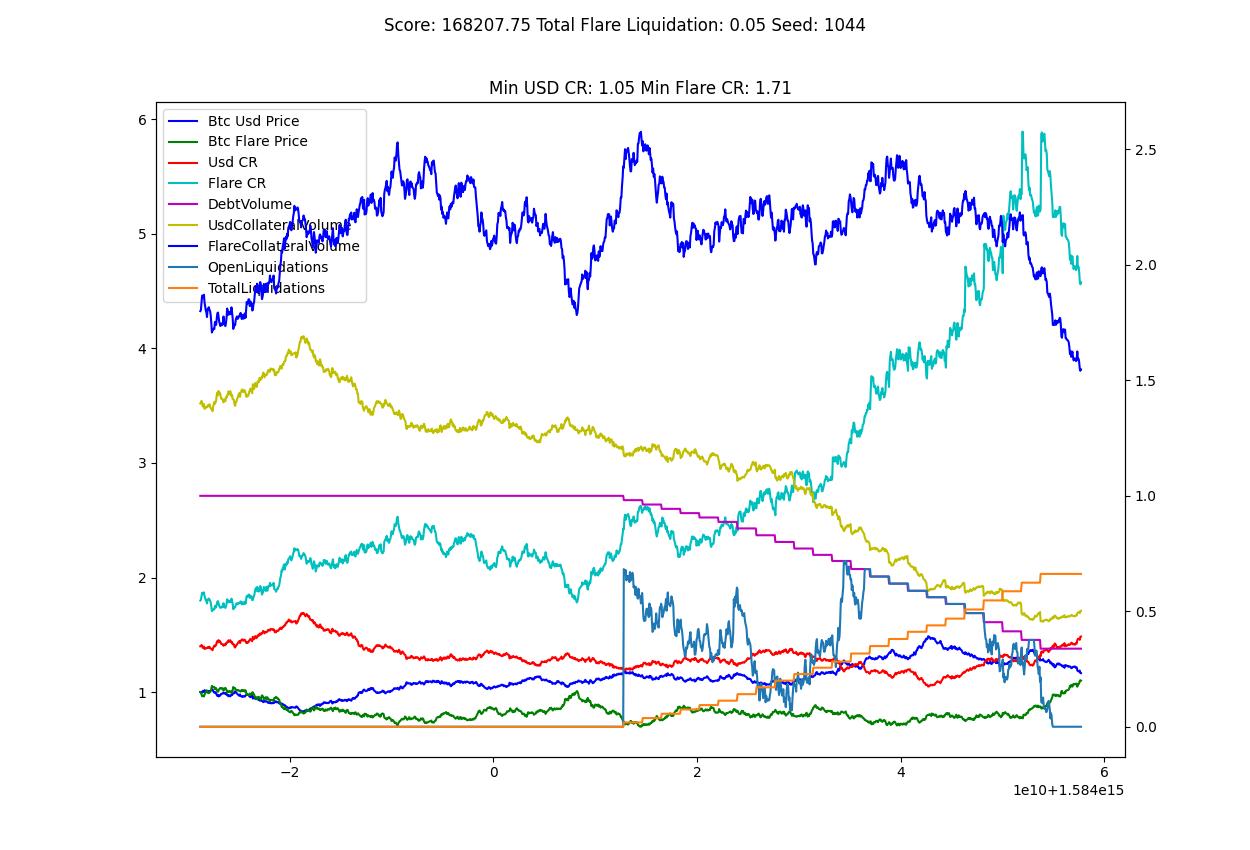 Score: 168207.75 Total Flare Liquidation: 0.05 Seed: 1044
Min USD CR: 1.05 Min Flare CR: 1.71
Btc Usd Price
Btc Flare Price
Usd CR
Flare CR
DebtVolume
UsdCollateralVolume
FlareCollateralVolume
OpenLiquidations
TotalLiquidations
6
5
4
3
2
1
2.5
2.0
1.5
1.0
0.5
0.0
−2 0 2 4 6
1e10+1.584e15